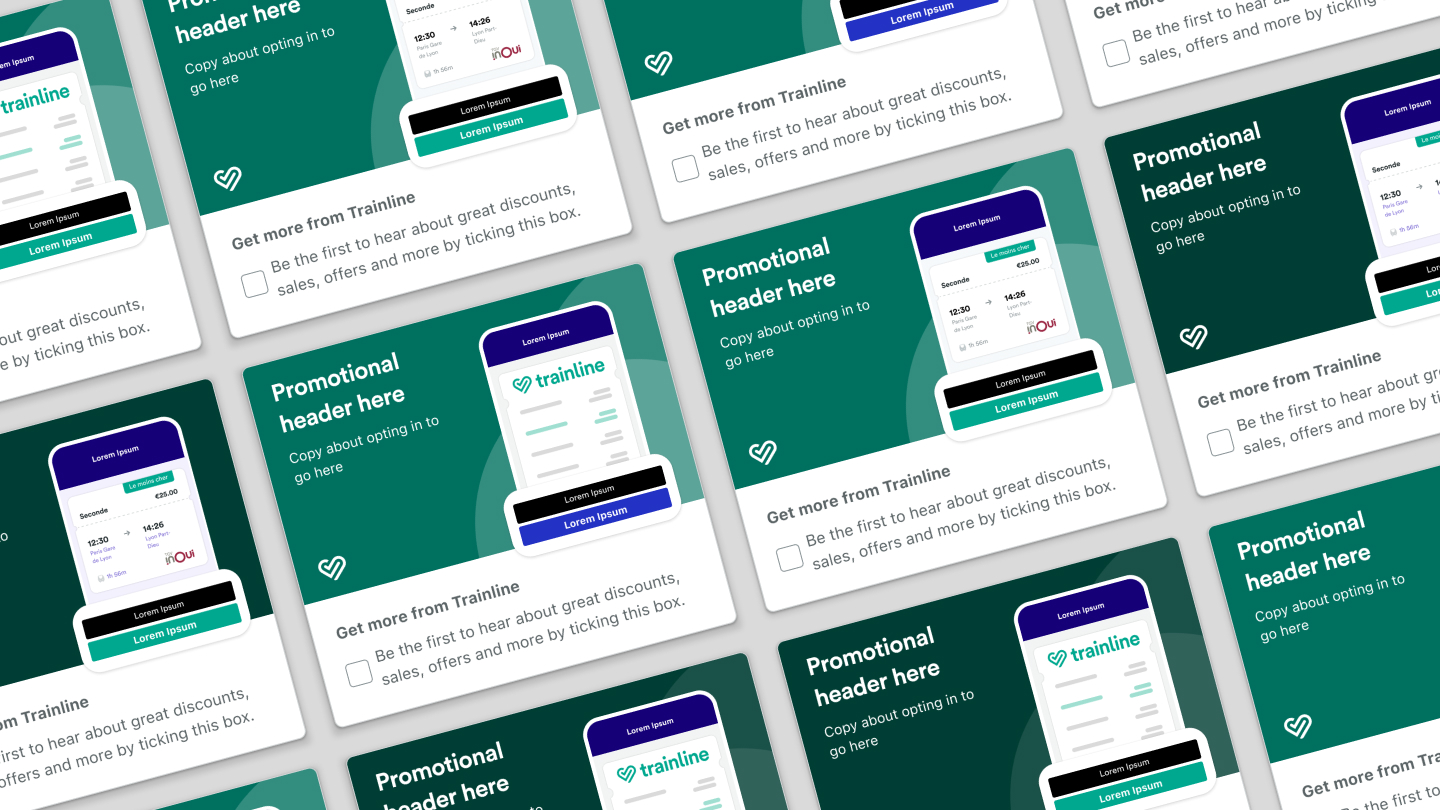 em Ipsum
trainline
Lorem Ipsum
Lorem Ipsum
ut great discounts,
e by ticking this box.
header here
Copy about opting in to
go here
12:30
14:26
Paris Gare
de Lyon
Lyon Part-
Dieu
1h 56m
inOui
Lorem Ipsum
Lorem Ipsum
Get more from Trainline
Be the first to hear about great discounts,
sales, offers and more by ticking this box.
Lorem Ipsum
Get more from Trainline
Be the first to hear about great discounts,
sales, offers and more by ticking this box.
Get more
Be the first to hear about
sales, offers and more by tick
Lorem Ipsum
Le moins cher
€25.00
Seconde
12:30
14:26
Paris Gare
de Lyon
Lyon Part-
Dieu
1h 56m
inOui
Lorem Ipsum
Lorem Ipsum
om Trainline
irst to hear about great discounts,
offers and more by ticking this box.
Promotional
header here
Copy about opting in to
go here
Lorem Ipsum
trainline
Lorem Ipsum
Lorem Ipsum
Get more from Trainline
Be the first to hear about great discounts,
sales, offers and more by ticking this box.
Promotional
header here
Copy about opting in to
go here
Lorem Ipsum
Le moins cher
€25.00
Seconde
12:30
14:26
Paris Gare
de Lyon
Lyon Part-
Dieu
1h 56m
inOui
Lorem Ipsum
Lorem Ipsum
Get more from Trainline
Be the first to hear about great discounts,
sales, offers and more by ticking this box.
Promotional
header here
Copy about opting in to
go here
Lorem Ipsum
Le moins
Seconde
12:30
Paris Gare
de Lyon
1h 56m
Lorem
Lorem
Get more from Trainline
Be the first to hear about great
sales, offers and more by
Promotional
header here
Lorem Ipsum
trainline
Promotional
header here
Copy about opting in to
go here
Lorem Ipsum
trainline
Lorem Ipsum
Lorem Ipsum
Promotional
header here
Copy about opting in to
go here
Get more from Tra